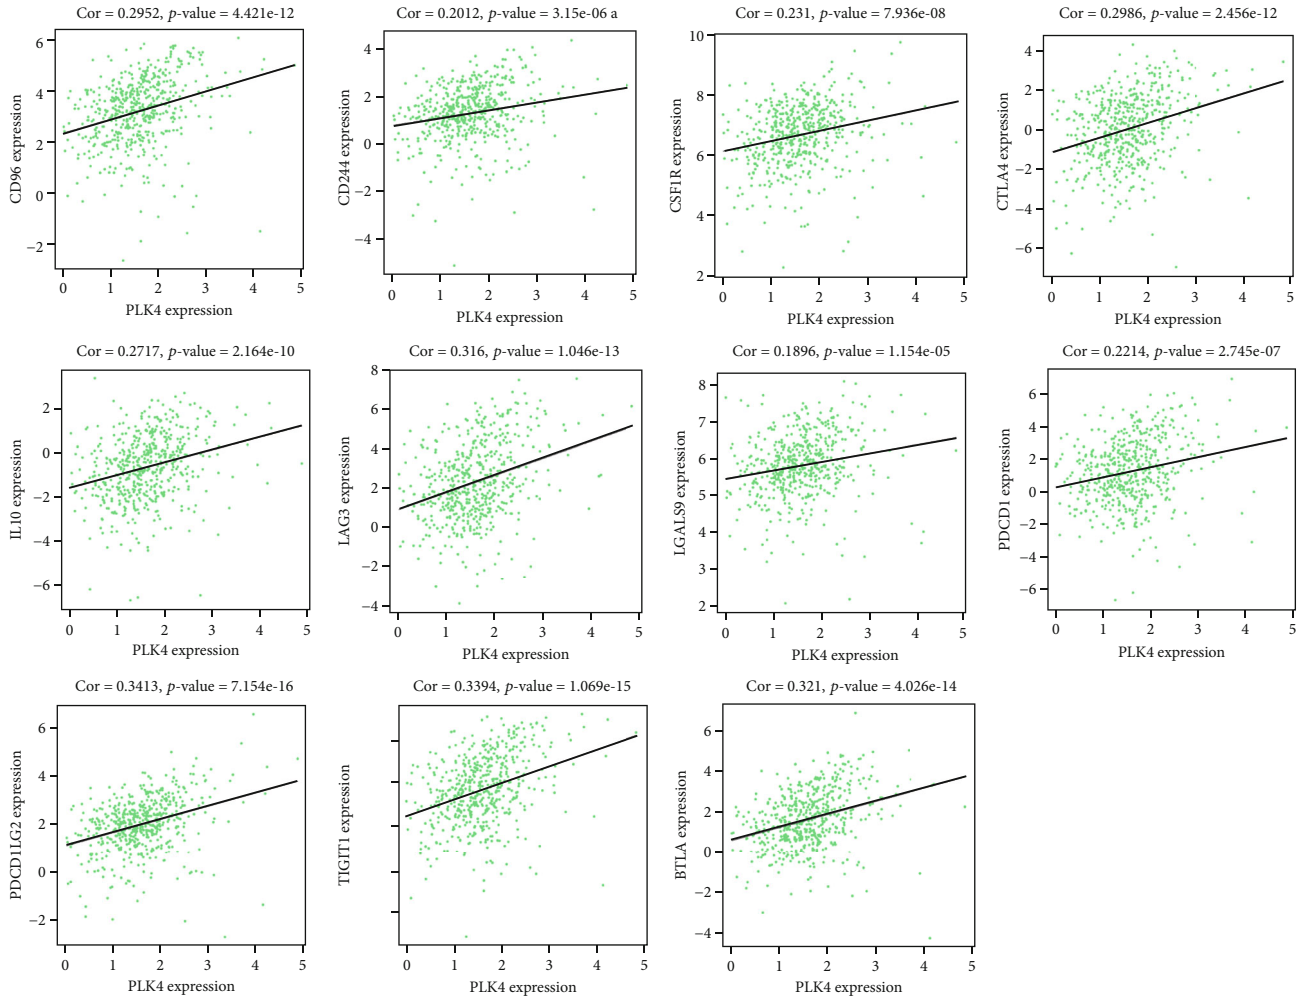 Cor = 0.2952, p-value = 4.421e-12
Cor = 0.2012, p-value = 3.15e-06 a
Cor = 0.231, p-value = 7.936e-08
Cor = 0.2986, p-value = 2.456e-12
CD96 expression
6
4
2
0
−2
0 1 2 3 4 5
PLK4 expression
CD244 expression
4
2
0
−2
−4
0 1 2 3 4 5
PLK4 expression
CSF1R expression
10
8
6
4
2
0 1 2 3 4 5
PLK4 expression
CTLA4 expression
4
2
0
−2
−4
−6
0 1 2 3 4 5
PLK4 expression
Cor = 0.2717, p-value = 2.164e-10
Cor = 0.316, p-value = 1.046e-13
Cor = 0.1896, p-value = 1.154e-05
Cor = 0.2214, p-value = 2.745e-07
IL10 expression
2
0
−2
−4
−6
0 1 2 3 4 5
PLK4 expression
LAG3 expression
8
6
4
2
0
−2
−4
0 1 2 3 4 5
PLK4 expression
LGALS9 expression
8
7
6
5
4
3
2
0 1 2 3 4 5
PLK4 expression
PDCD1 expression
6
4
2
0
−2
−4
−6
0 1 2 3 4 5
PLK4 expression
Cor = 0.3413, p-value = 7.154e-16
Cor = 0.3394, p-value = 1.069e-15
Cor = 0.321, p-value = 4.026e-14
PDCD1LG2 expression
6
4
2
0
−2
0 1 2 3 4 5
PLK4 expression
TIGIT1 expression
0 1 2 3 4 5
PLK4 expression
BTLA expression
6
4
2
0
−2
−4
0 1 2 3 4 5
PLK4 expression